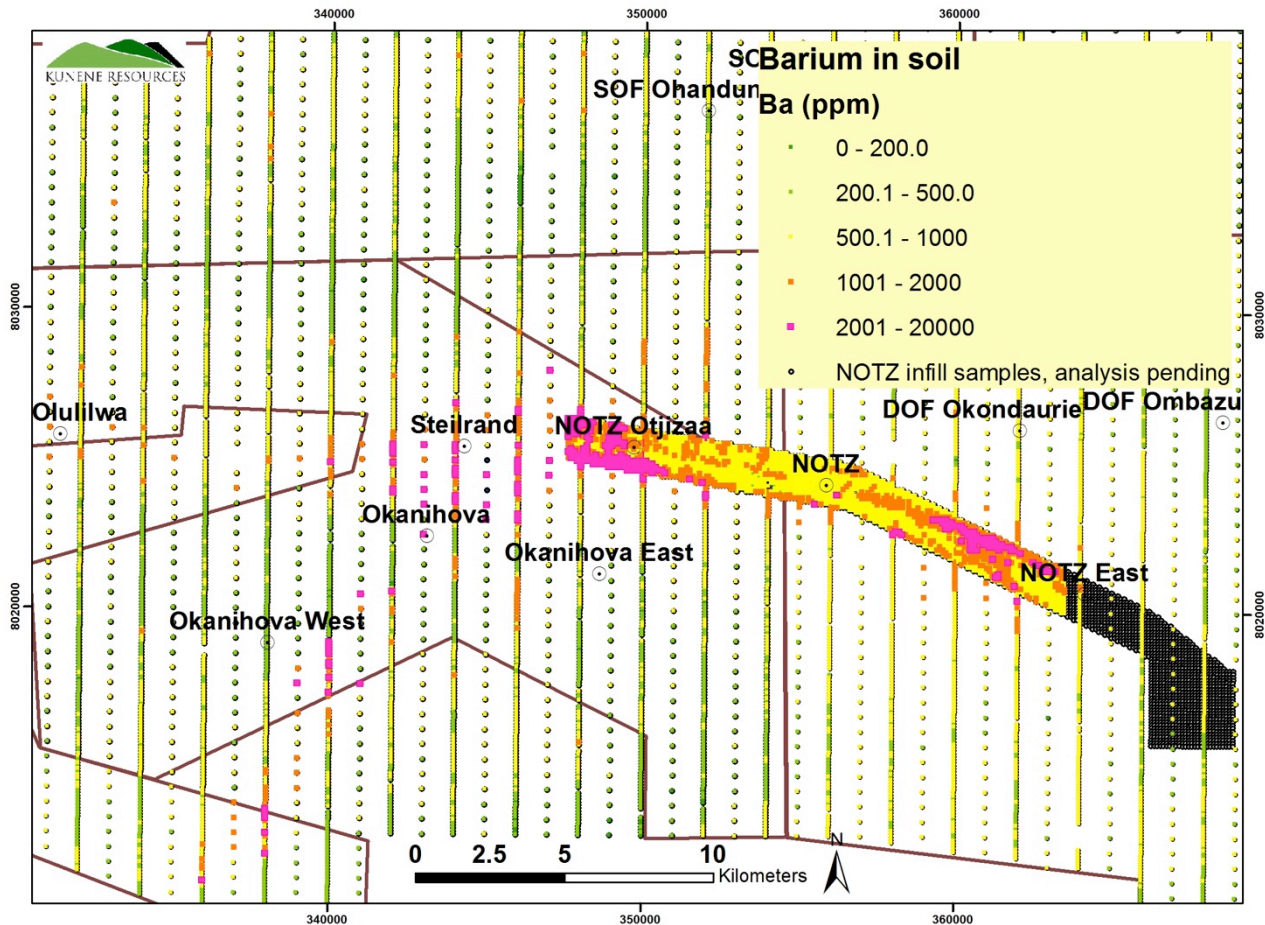 340000
350000
360000
KUNENE RESOURCES
SO
Barium in soil
SOF Ohandun
Ba (ppm)
0 - 200.0
200.1 - 500.0
500.1 - 1000
1001 - 2000
2001 - 20000
NOTZ infill samples, analysis pending
8030000
8030000
Olulilwa
Steilrand
NOTZ Otjizaa
DOF Okondaurie
DOF Ombazu
NOTZ
Okanihova
Okanihova East
NOTZ East
8020000
8020000
Okanihova West
0 2.5 5 10
Kilometers
N
340000
350000
360000